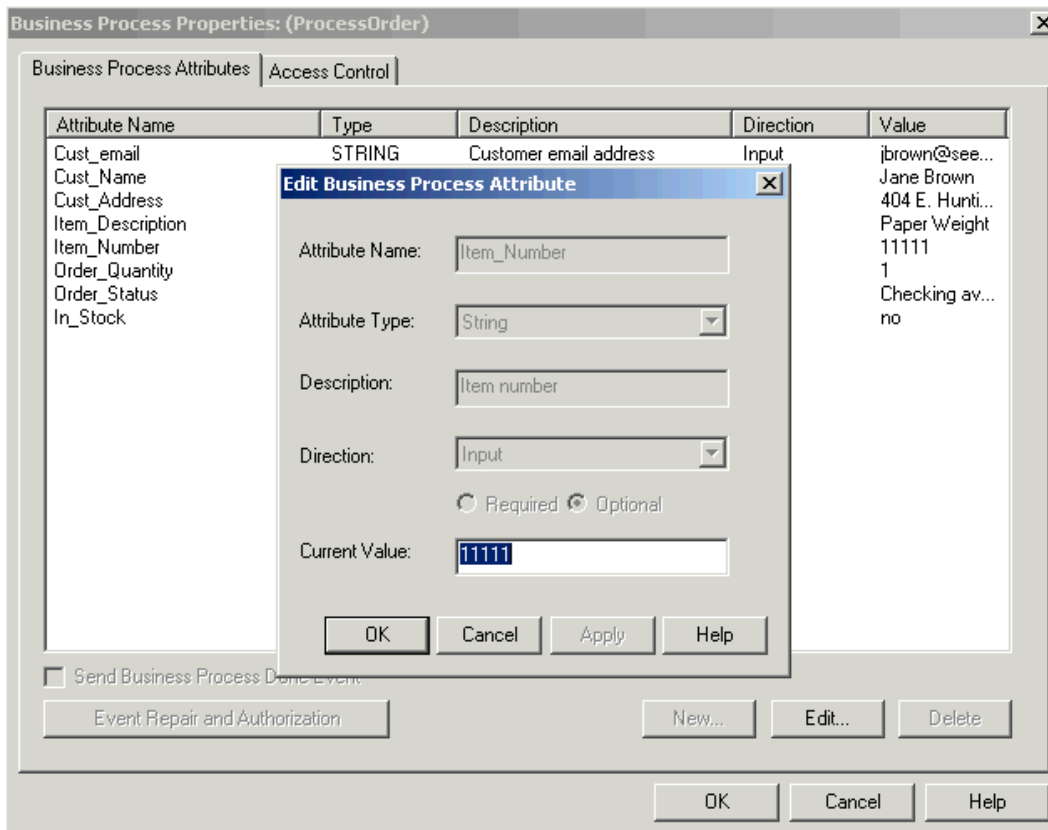 Business Process Properties: (ProcessOrder)
Business Process Attributes Access Control
Attribute Name Type Description Direction Value
Cust_email STRING Customer email address Input jbrown@see...
Cust_Name Jane Brown
Cust_Address 404 E. Hunti...
Item_Description Paper Weight
Item_Number 11111
Order_Quantity 1
Order_Status Checking av...
In_Stock no
Edit Business Process Attribute
Attribute Name: Item_Number
Attribute Type: String
Description: Item number
Direction: Input
Required Optional
Current Value: 11111
OK Cancel Apply Help
Send Business Process Done Event
Event Repair and Authorization New... Edit... Delete
OK Cancel Help